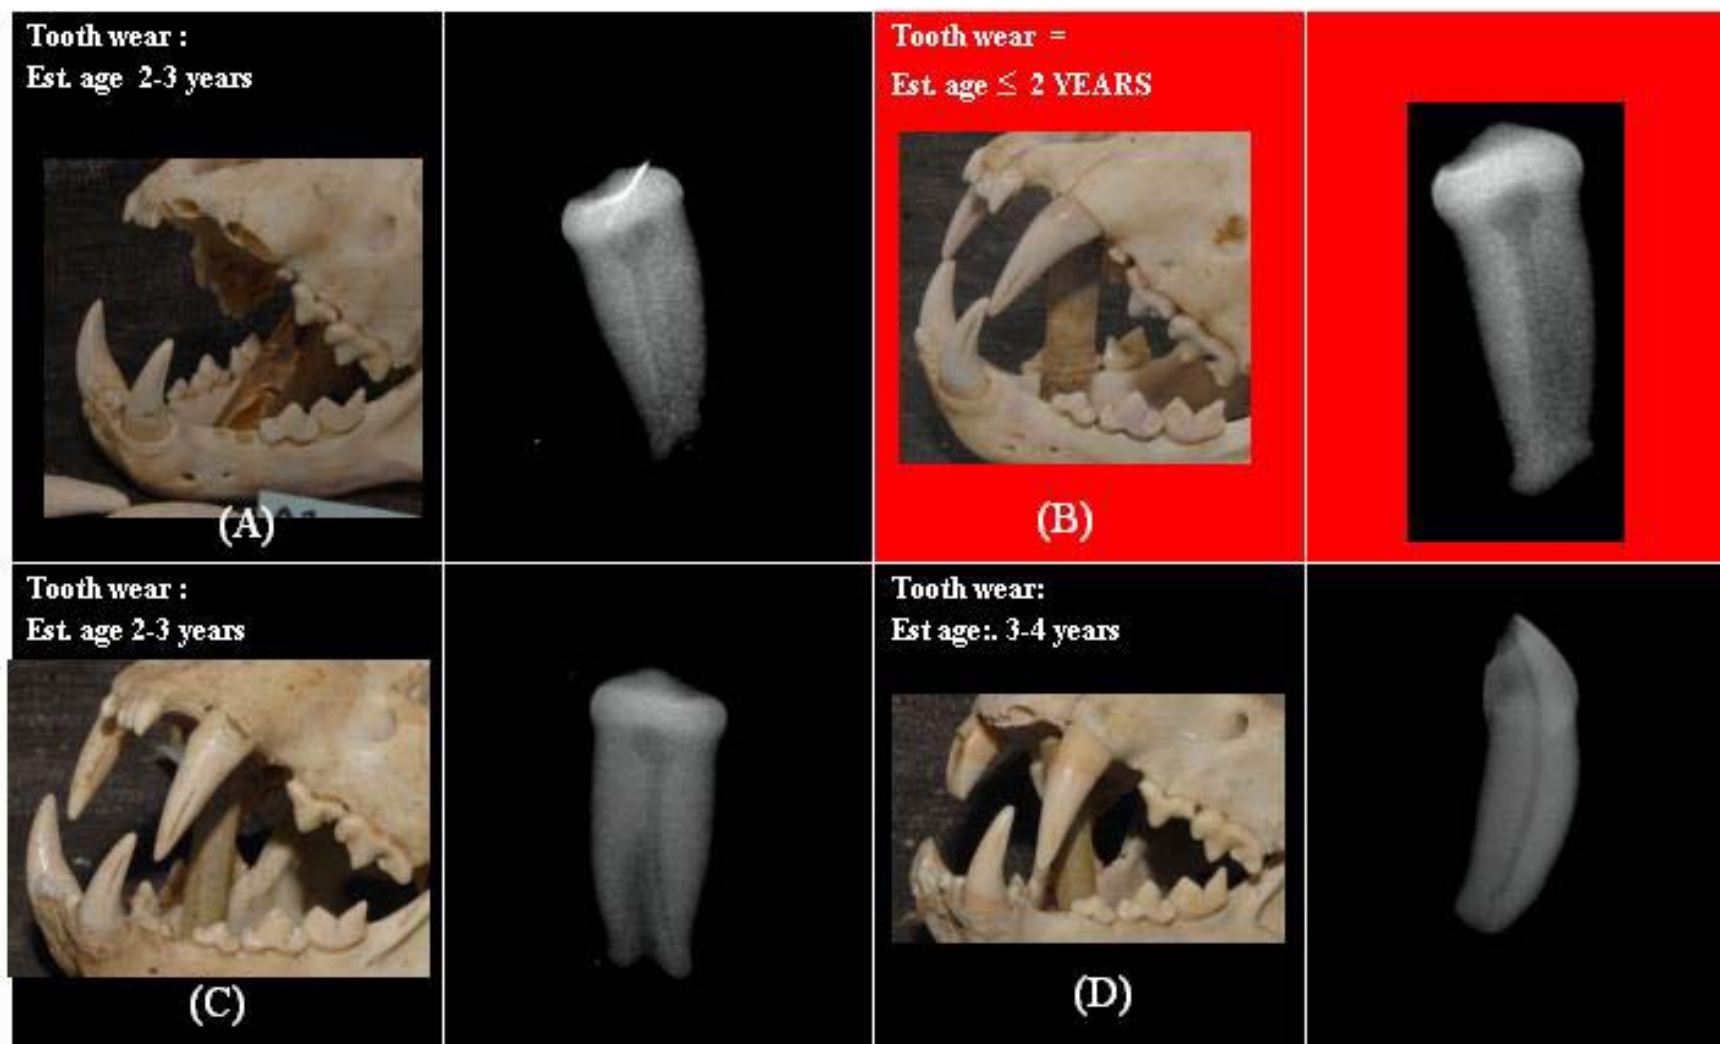 Tooth wear :
Est. age 2-3 years
(A)
Tooth wear =
Est. age ≤ 2 YEARS
(B)
Tooth wear :
Est. age 2-3 years
(C)
Tooth wear:
Est age:. 3-4 years
(D)